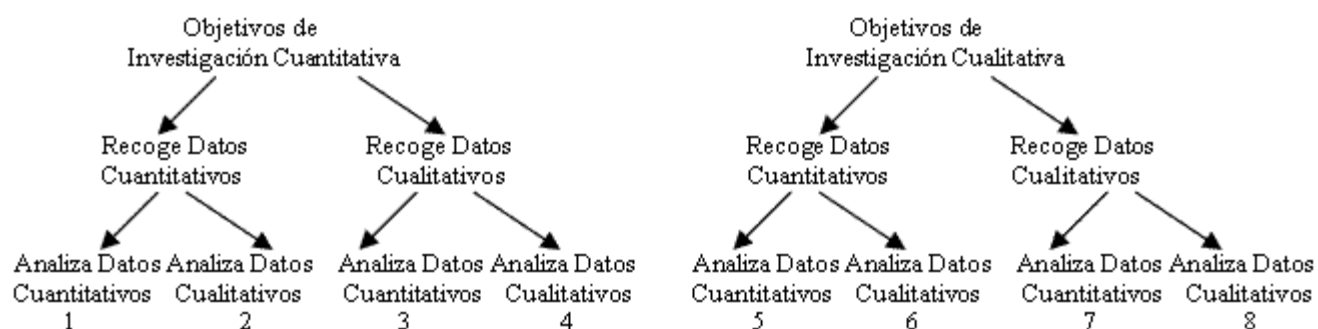 Objetivos de
Investigación Cuantitativa
Objetivos de
Investigación Cualitativa
Recoge Datos
Cuantitativos
Recoge Datos
Cualitativos
Recoge Datos
Cuantitativos
Recoge Datos
Cualitativos
Analiza Datos
Cuantitativos
1
Analiza Datos
Cualitativos
2
Analiza Datos
Cuantitativos
3
Analiza Datos
Cualitativos
4
Analiza Datos
Cuantitativos
5
Analiza Datos
Cualitativos
6
Analiza Datos
Cuantitativos
7
Analiza Datos
Cualitativos
8